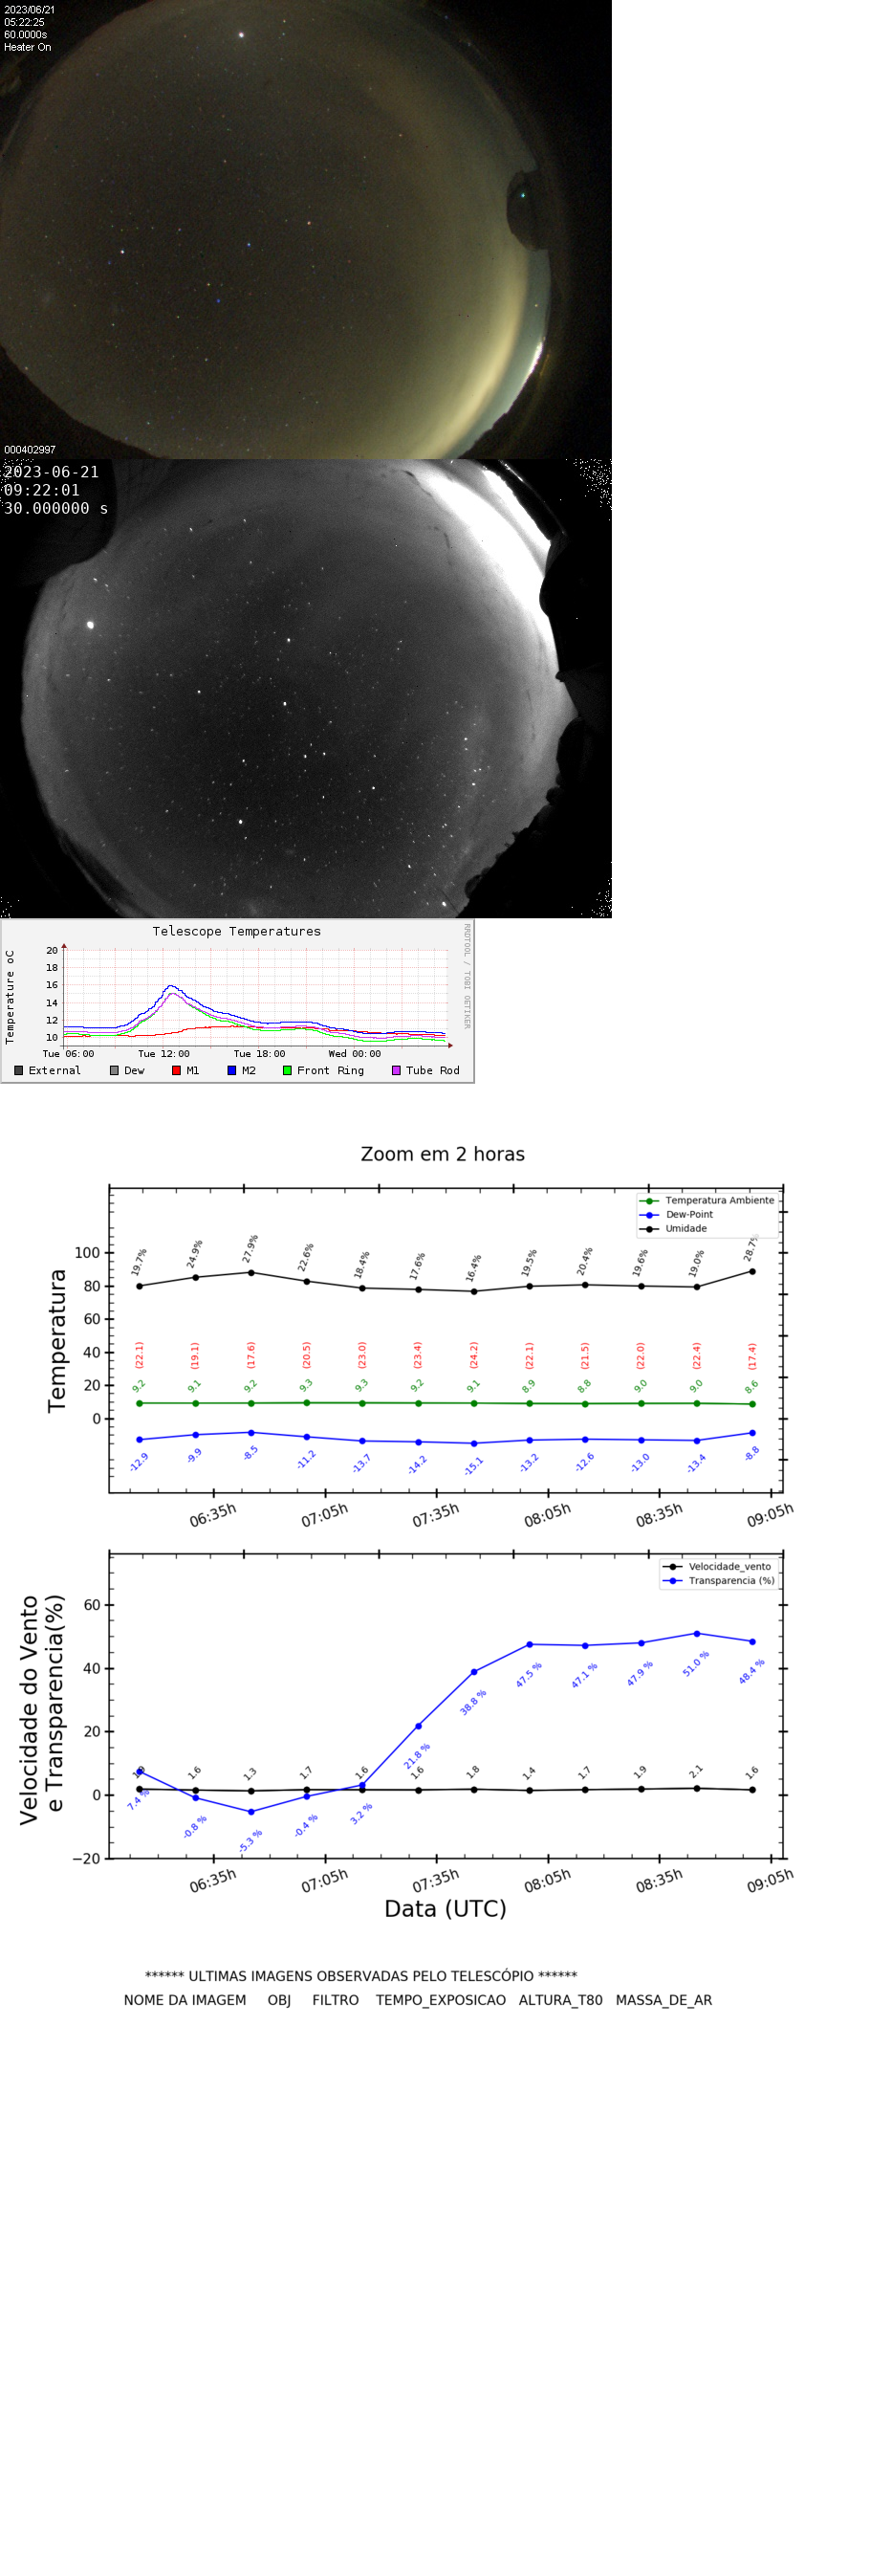 2023/06/21
05:22:25
60.0000s
Heater On
000402997
2023-06-21
09:22:01
30.000000 s
Telescope Temperatures
RRDTOOL / TOBI OETIKER
Temperature oC
20
18
16
14
12
10
Tue 06:00 Tue 12:00 Tue 18:00 Wed 00:00
External Dew M1 M2 Front Ring Tube Rod
Zoom em 2 horas
Temperatura Ambiente
Dew-Point
Umidade
Temperatura
100
80
60
40
20
0
19.7% 24.9% 27.9% 22.6% 18.4% 17.6% 16.4% 19.5% 20.4% 19.6% 19.0% 28.7%
(22.1) (19.1) (17.6) (20.5) (23.0) (23.4) (24.2) (22.1) (21.5) (22.0) (22.4) (17.4)
9.2 9.1 9.2 9.3 9.3 9.2 9.1 8.9 8.8 9.0 9.0 8.6
-12.9 -9.9 -8.5 -11.2 -13.7 -14.2 -15.1 -13.2 -12.6 -13.0 -13.4 -8.8
06:35h 07:05h 07:35h 08:05h 08:35h 09:05h
Velocidade_vento
Transparencia (%)
Velocidade do Vento
e Transparencia(%)
60
40
20
0
−20
1.6 1.3 1.7 1.6 1.6 1.8 1.4 1.7 1.9 2.1 1.6
7.4 % -0.8 % -5.3 % -0.4 % 3.2 % 21.8 % 38.8 % 47.5 % 47.1 % 47.9 % 51.0 % 48.4 %
06:35h 07:05h 07:35h 08:05h 08:35h 09:05h
Data (UTC)
****** ULTIMAS IMAGENS OBSERVADAS PELO TELESCÓPIO ******
NOME DA IMAGEM OBJ FILTRO TEMPO_EXPOSICAO ALTURA_T80 MASSA_DE_AR